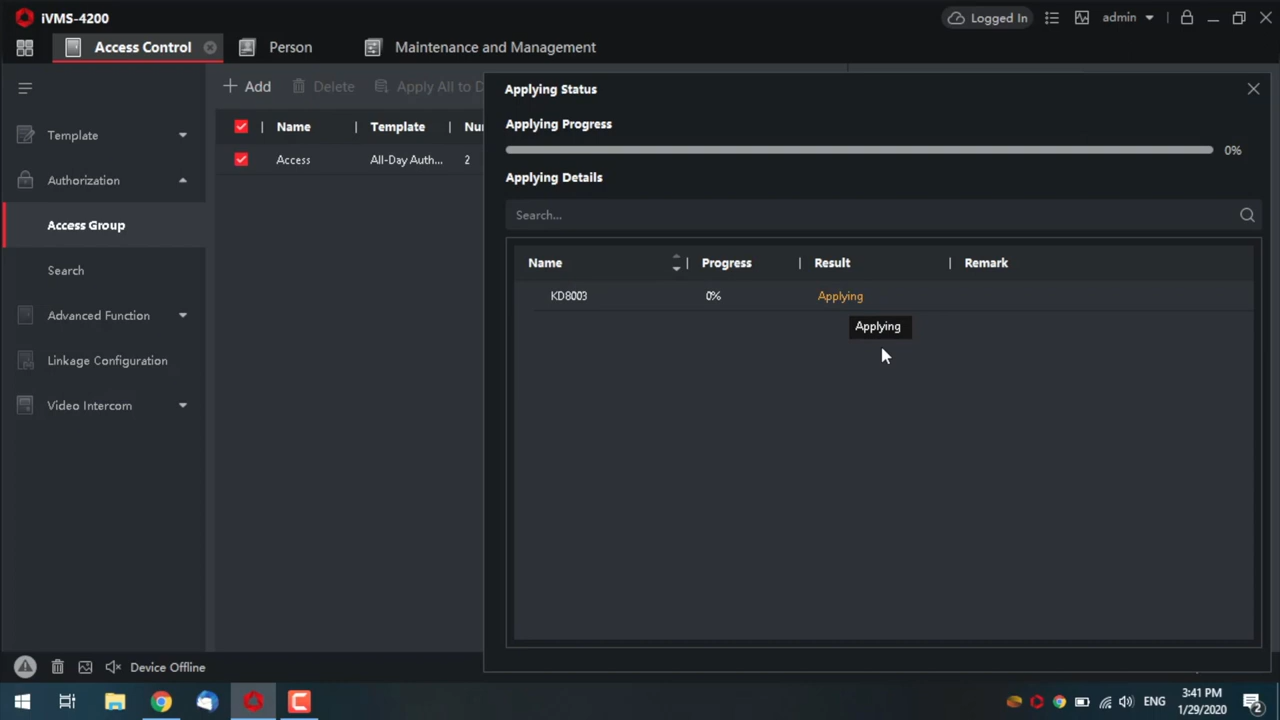 iVMS-4200
Logged In
admin
Access Control
Person
Maintenance and Management
Template
Authorization
Access Group
Search
Advanced Function
Linkage Configuration
Video Intercom
+ Add
Delete
Apply All to D
Name
Template
Nu
Access
All-Day Auth...
2
Applying Status
Applying Progress
0%
Applying Details
Search...
Name
Progress
Result
Remark
KD8003
0%
Applying
Applying
Device Offline
ENG
3:41 PM
1/29/2020
2